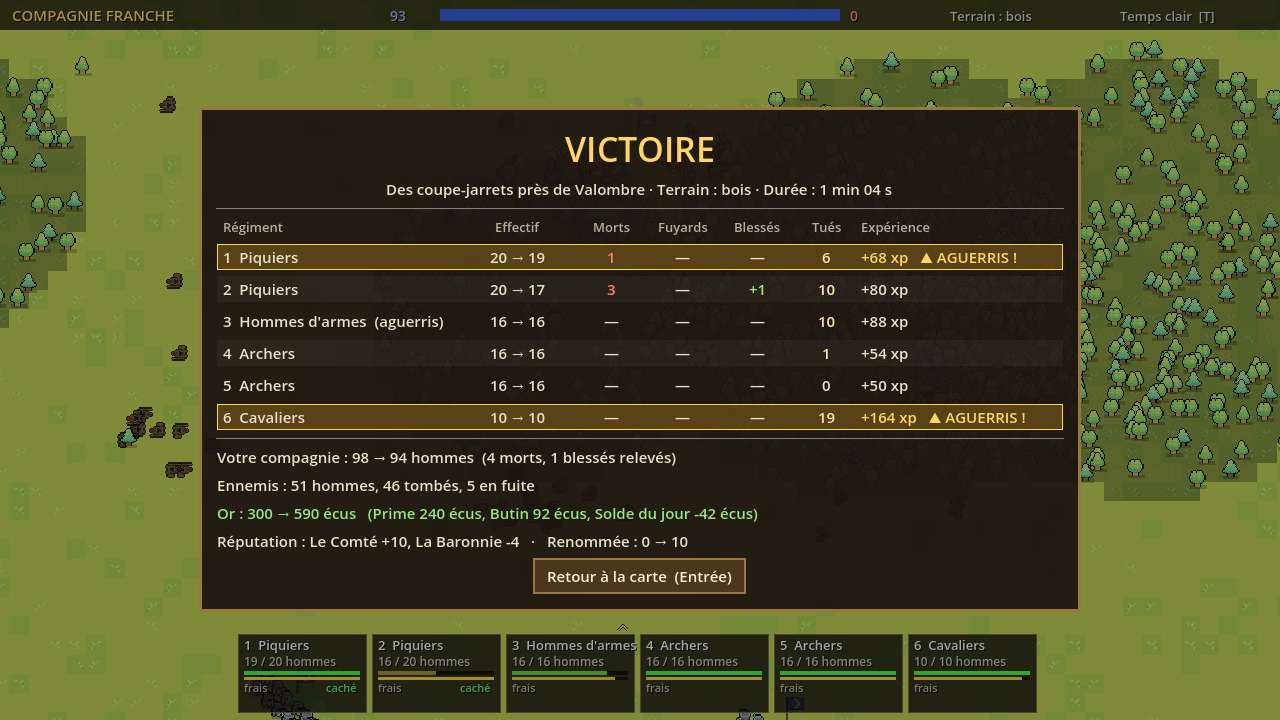 COMPAGNIE FRANCHE 93 0 Terrain : bois Temps clair [T]
VICTOIRE
Des coupe-jarrets près de Valombre · Terrain : bois · Durée : 1 min 04 s
Régiment Effectif Morts Fuyards Blessés Tués Expérience
1 Piquiers 20 → 19 1 — — 6 +68 xp ▲ AGUERRIS !
2 Piquiers 20 → 17 3 — +1 10 +80 xp
3 Hommes d'armes (aguerris) 16 → 16 — — — 10 +88 xp
4 Archers 16 → 16 — — — 1 +54 xp
5 Archers 16 → 16 — — — 0 +50 xp
6 Cavaliers 10 → 10 — — — 19 +164 xp ▲ AGUERRIS !
Votre compagnie : 98 → 94 hommes (4 morts, 1 blessés relevés)
Ennemis : 51 hommes, 46 tombés, 5 en fuite
Or : 300 → 590 écus (Prime 240 écus, Butin 92 écus, Solde du jour -42 écus)
Réputation : Le Comté +10, La Baronnie -4 · Renommée : 0 → 10
Retour à la carte (Entrée)
1 Piquiers 2 Piquiers 3 Hommes d'armes 4 Archers 5 Archers 6 Cavaliers
19 / 20 hommes 16 / 20 hommes 16 / 16 hommes 16 / 16 hommes 16 / 16 hommes 10 / 10 hommes
frais caché frais caché frais frais frais frais